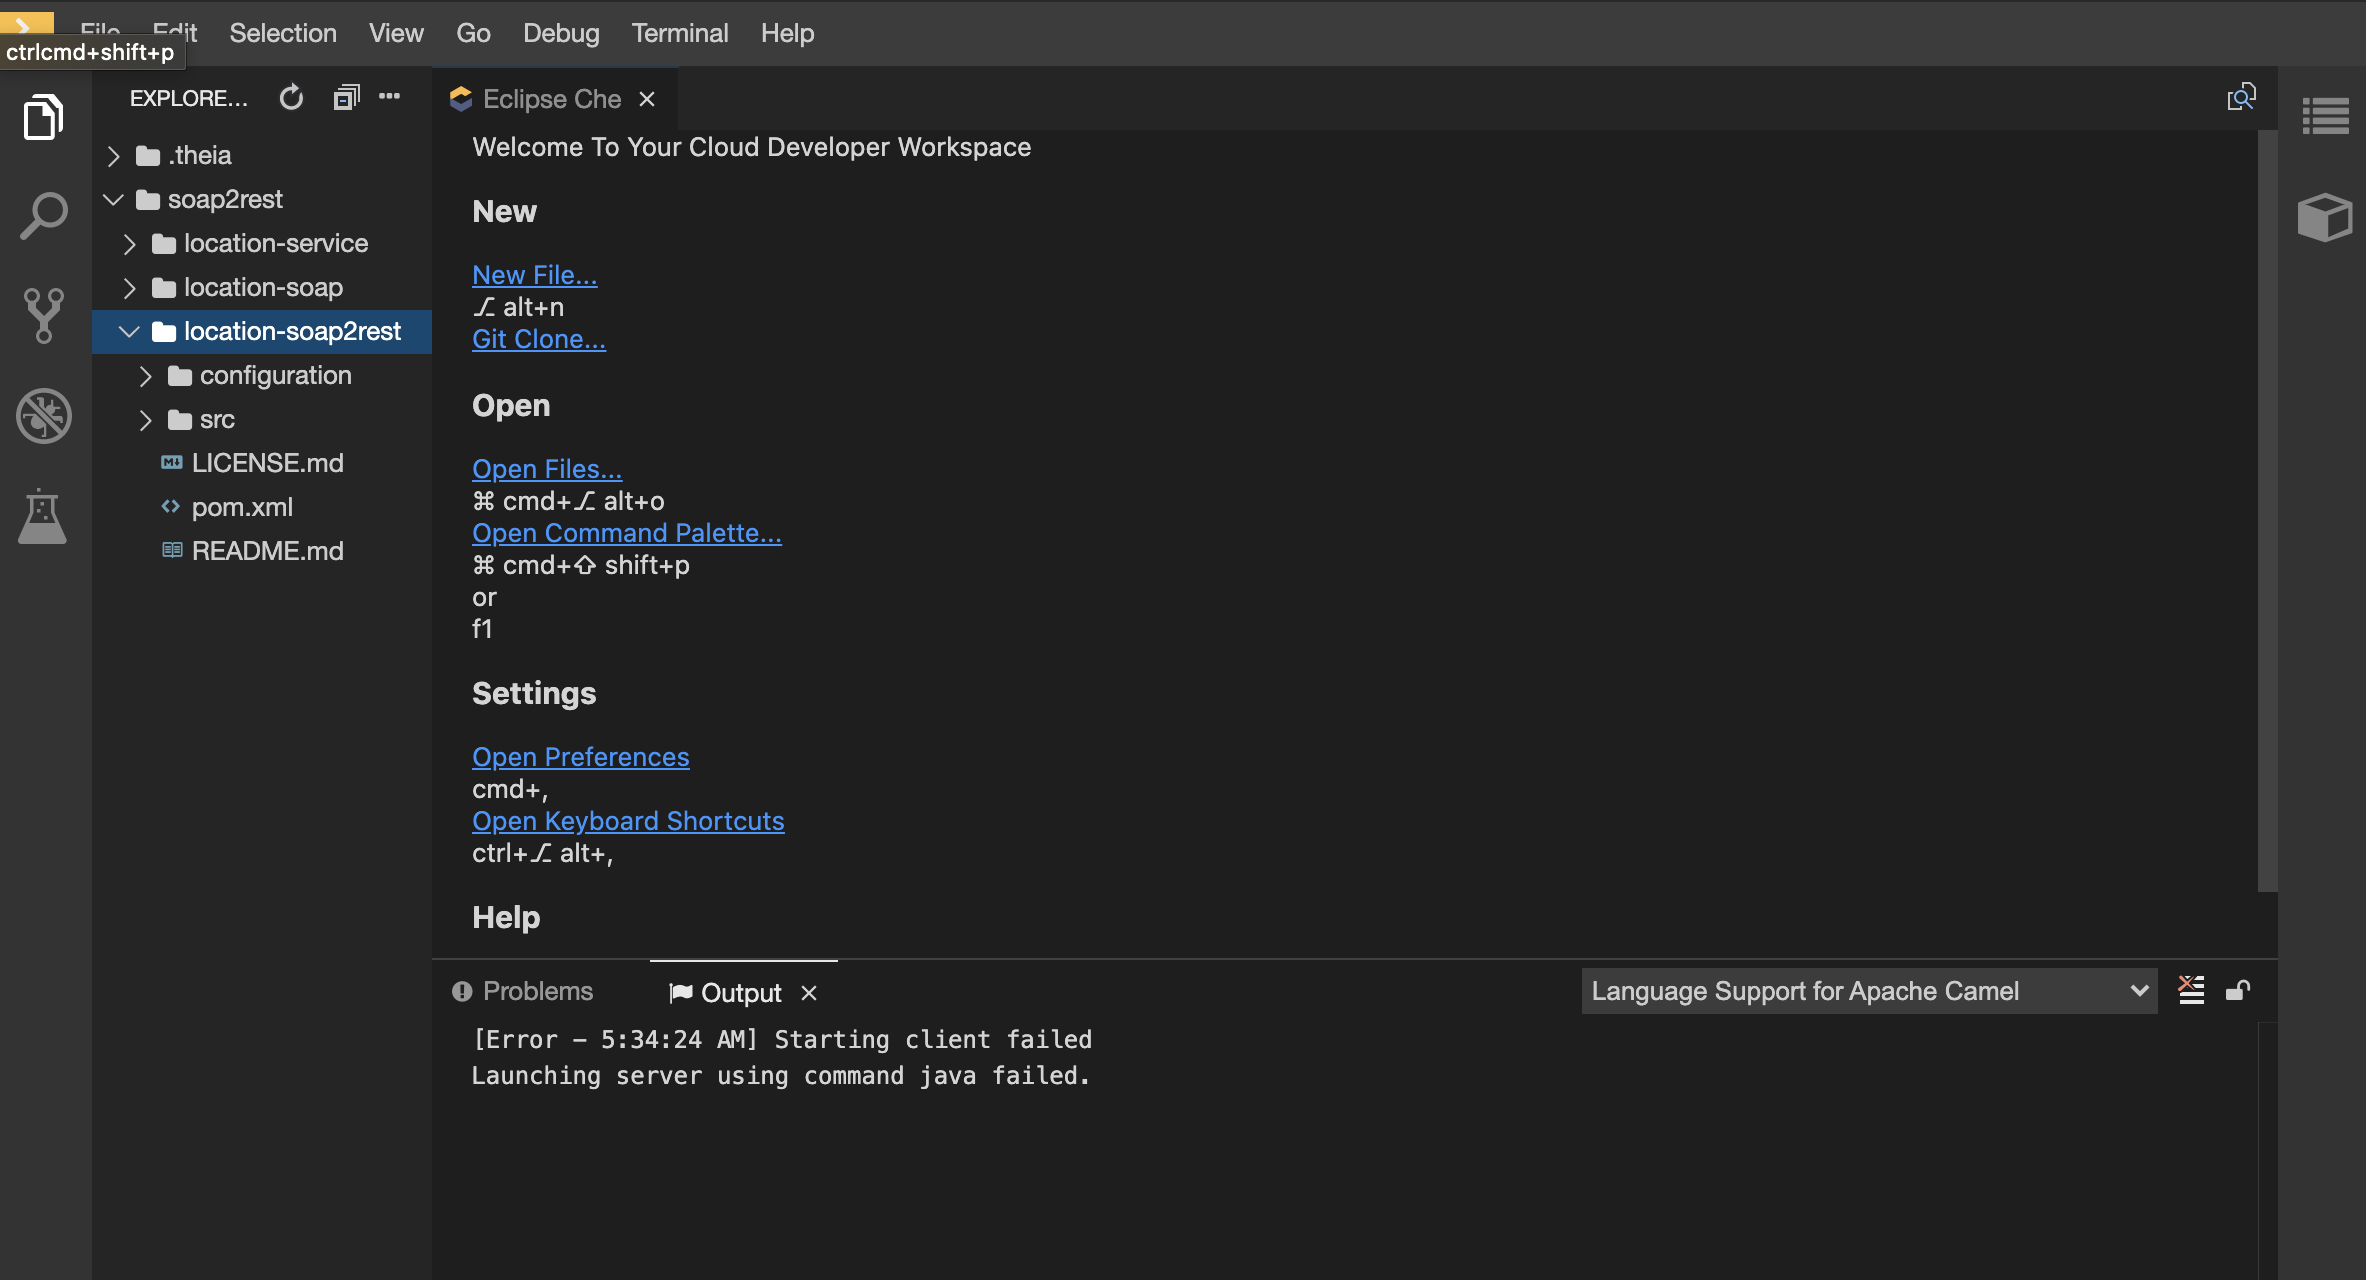 File Edit Selection View Go Debug Terminal Help
ctrlcmd+shift+p
EXPLORE...
.theia
soap2rest
location-service
location-soap
location-soap2rest
configuration
src
LICENSE.md
pom.xml
README.md
Eclipse Che
Welcome To Your Cloud Developer Workspace
New
New File...
⌥ alt+n
Git Clone...
Open
Open Files...
⌘ cmd+⌥ alt+o
Open Command Palette...
⌘ cmd+⇧ shift+p
or
f1
Settings
Open Preferences
cmd+,
Open Keyboard Shortcuts
ctrl+⌥ alt+,
Help
Problems Output Language Support for Apache Camel
[Error - 5:34:24 AM] Starting client failed
Launching server using command java failed.